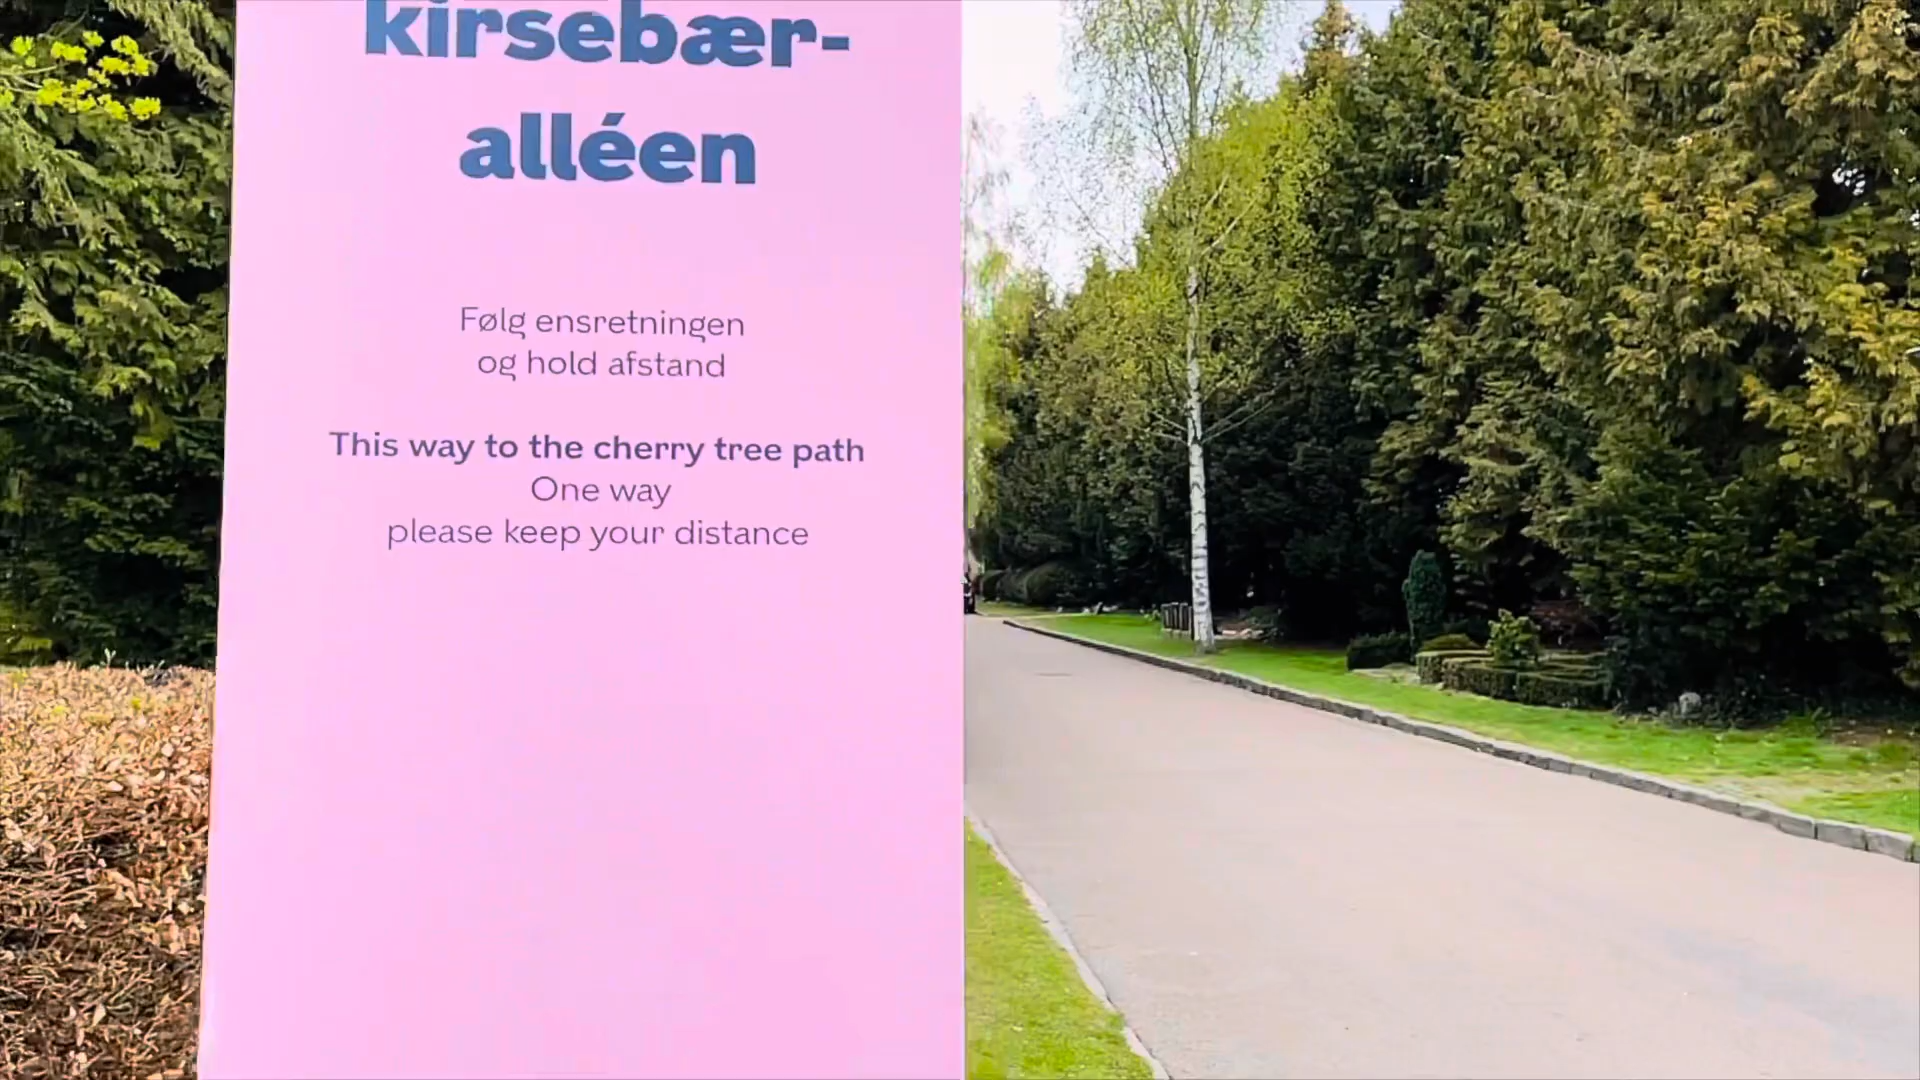 kirsebær-
alléen
Følg ensretningen
og hold afstand
This way to the cherry tree path
One way
please keep your distance